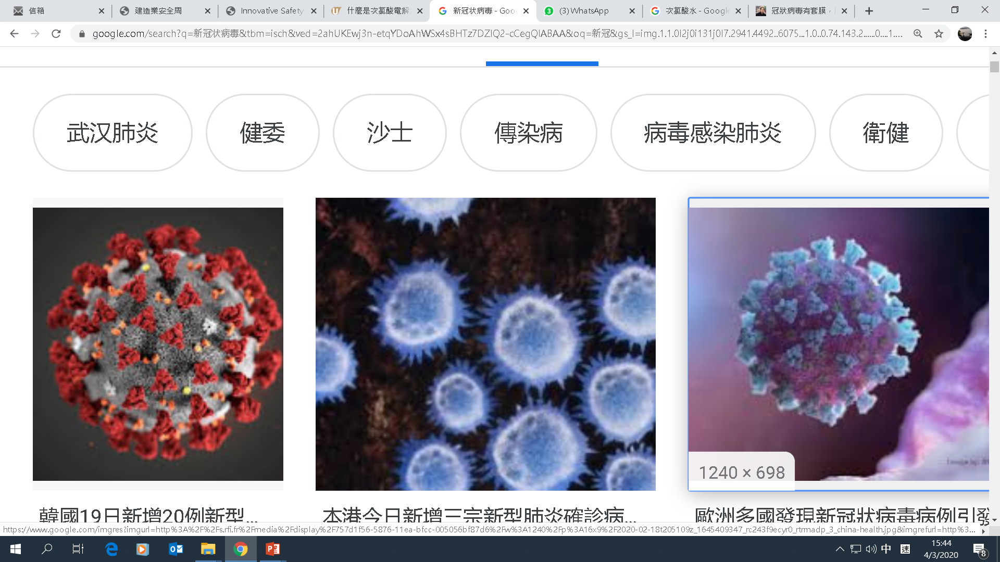 信箱
建造業安全周
Innovative Safety
什麼是次氯酸電解
新冠状病毒 - Goo
(3) WhatsApp
次氯酸水 - Google
冠狀病毒有套膜，
google.com/search?q=新冠状病毒&tbm=isch&ved=2ahUKEwj3n-etqYDoAhWSx4sBHTz7DZIQ2-cCegQIABAA&oq=新冠&gs_l=img.1.1.0l2j0i131j0l7.2941.4492..6075...1.0..0.74.143.2......0....1....
武汉肺炎
健委
沙士
傳染病
病毒感染肺炎
衛健
1240 × 698
韓國19日新增20例新型...
本港今日新增三宗新型肺炎確診病...
歐洲多國發現新冠狀病毒病例引發
https://www.google.com/imgres?imgurl=http%3A%2F%2Fs.rfi.fr%2Fmedia%2Fdisplay%2F757d1f56-5876-11ea-bfcc-005056bf87d6%2Fw%3A1240%2Fp%3A16x9%2F2020-02-18t205109z_1645409347_rc243f9ecyr0_rtrmadp_3_china-health.jpg&imgrefurl=http%3...
中
速
15:44
4/3/2020
8